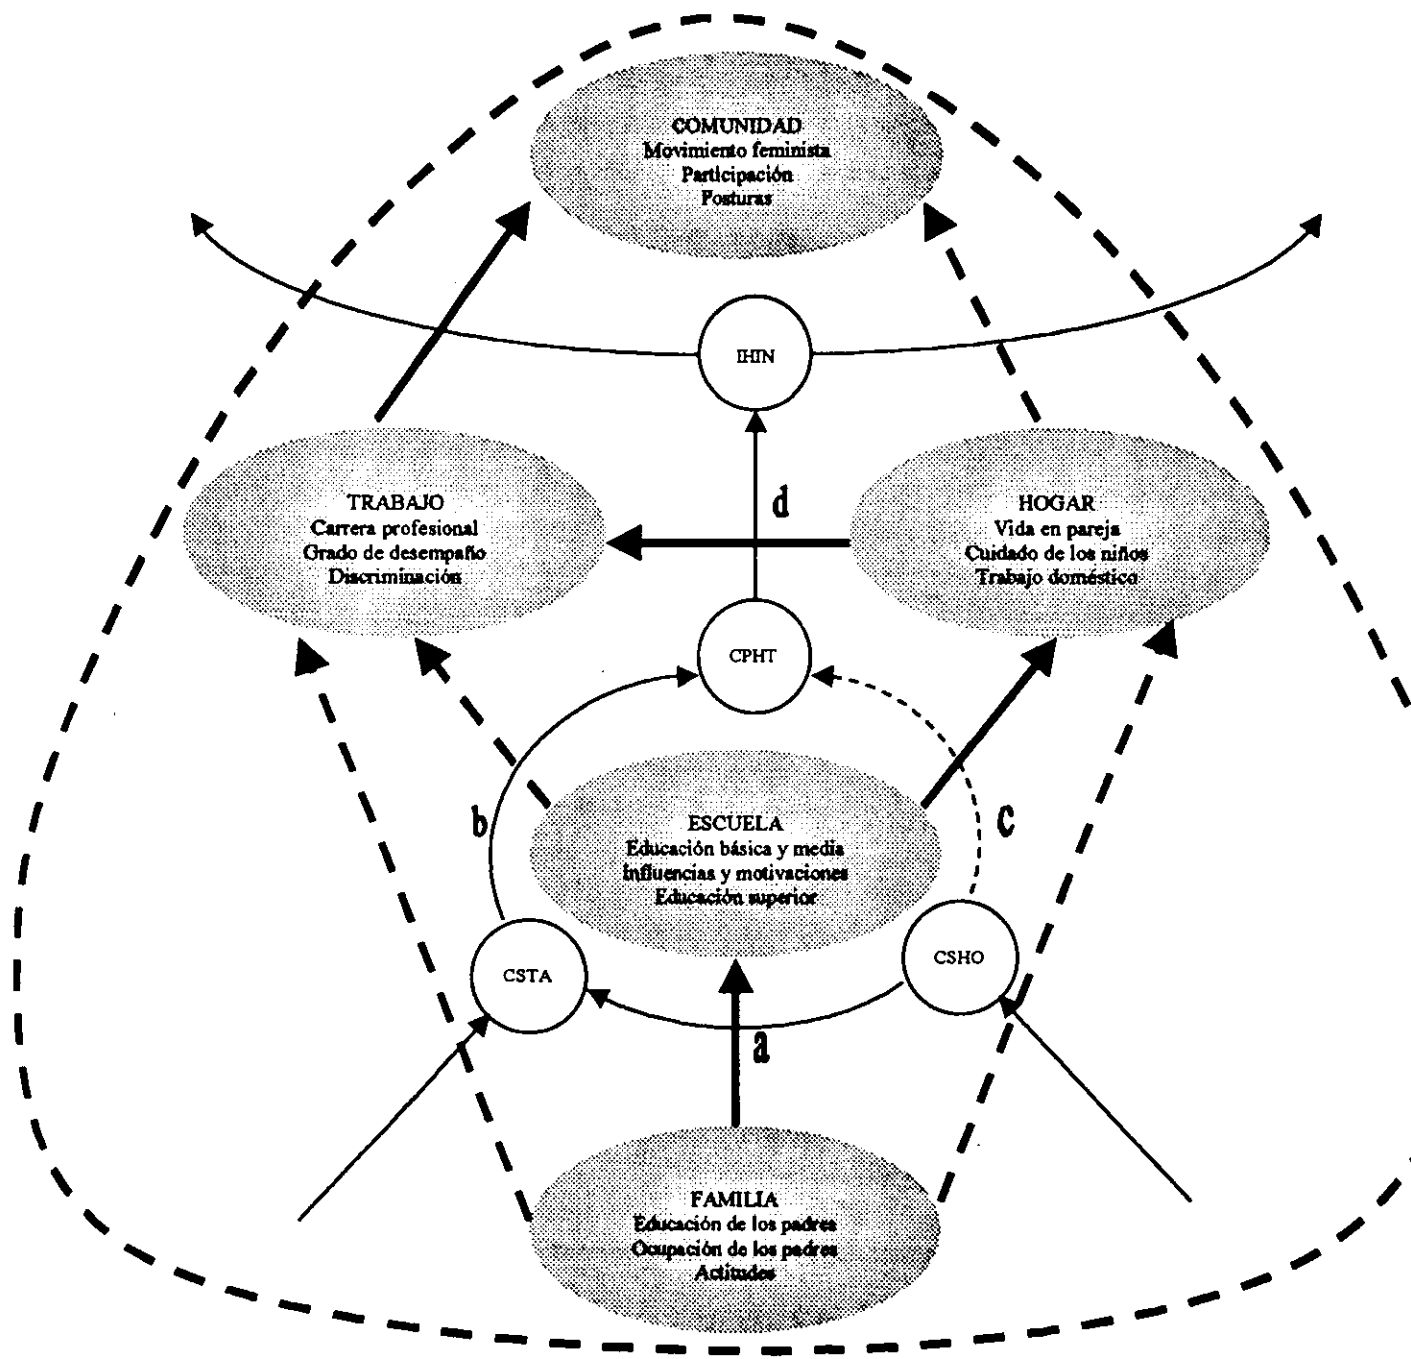 COMUNIDAD
Movimiento feminista
Participación
Posturas
IHIN
TRABAJO
Carrera profesional
Grado de desempaño
Discriminación
d
HOGAR
Vida en pareja
Cuidado de los niños
Trabajo doméstico
CPHT
b
ESCUELA
Educación básica y media
Influencias y motivaciones
Educación superior
c
CSTA
CSHO
a
FAMILIA
Educación de los padres
Ocupación de los padres
Actitudes